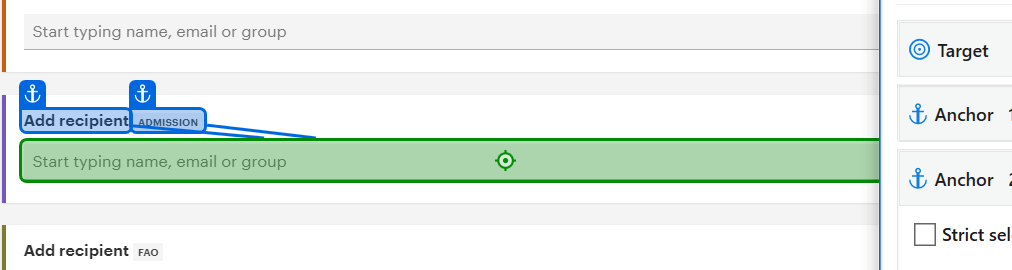 Start typing name, email or group
Target
Add recipient ADMISSION
Anchor 1
Start typing name, email or group
Anchor 2
Strict sel
Add recipient FAO